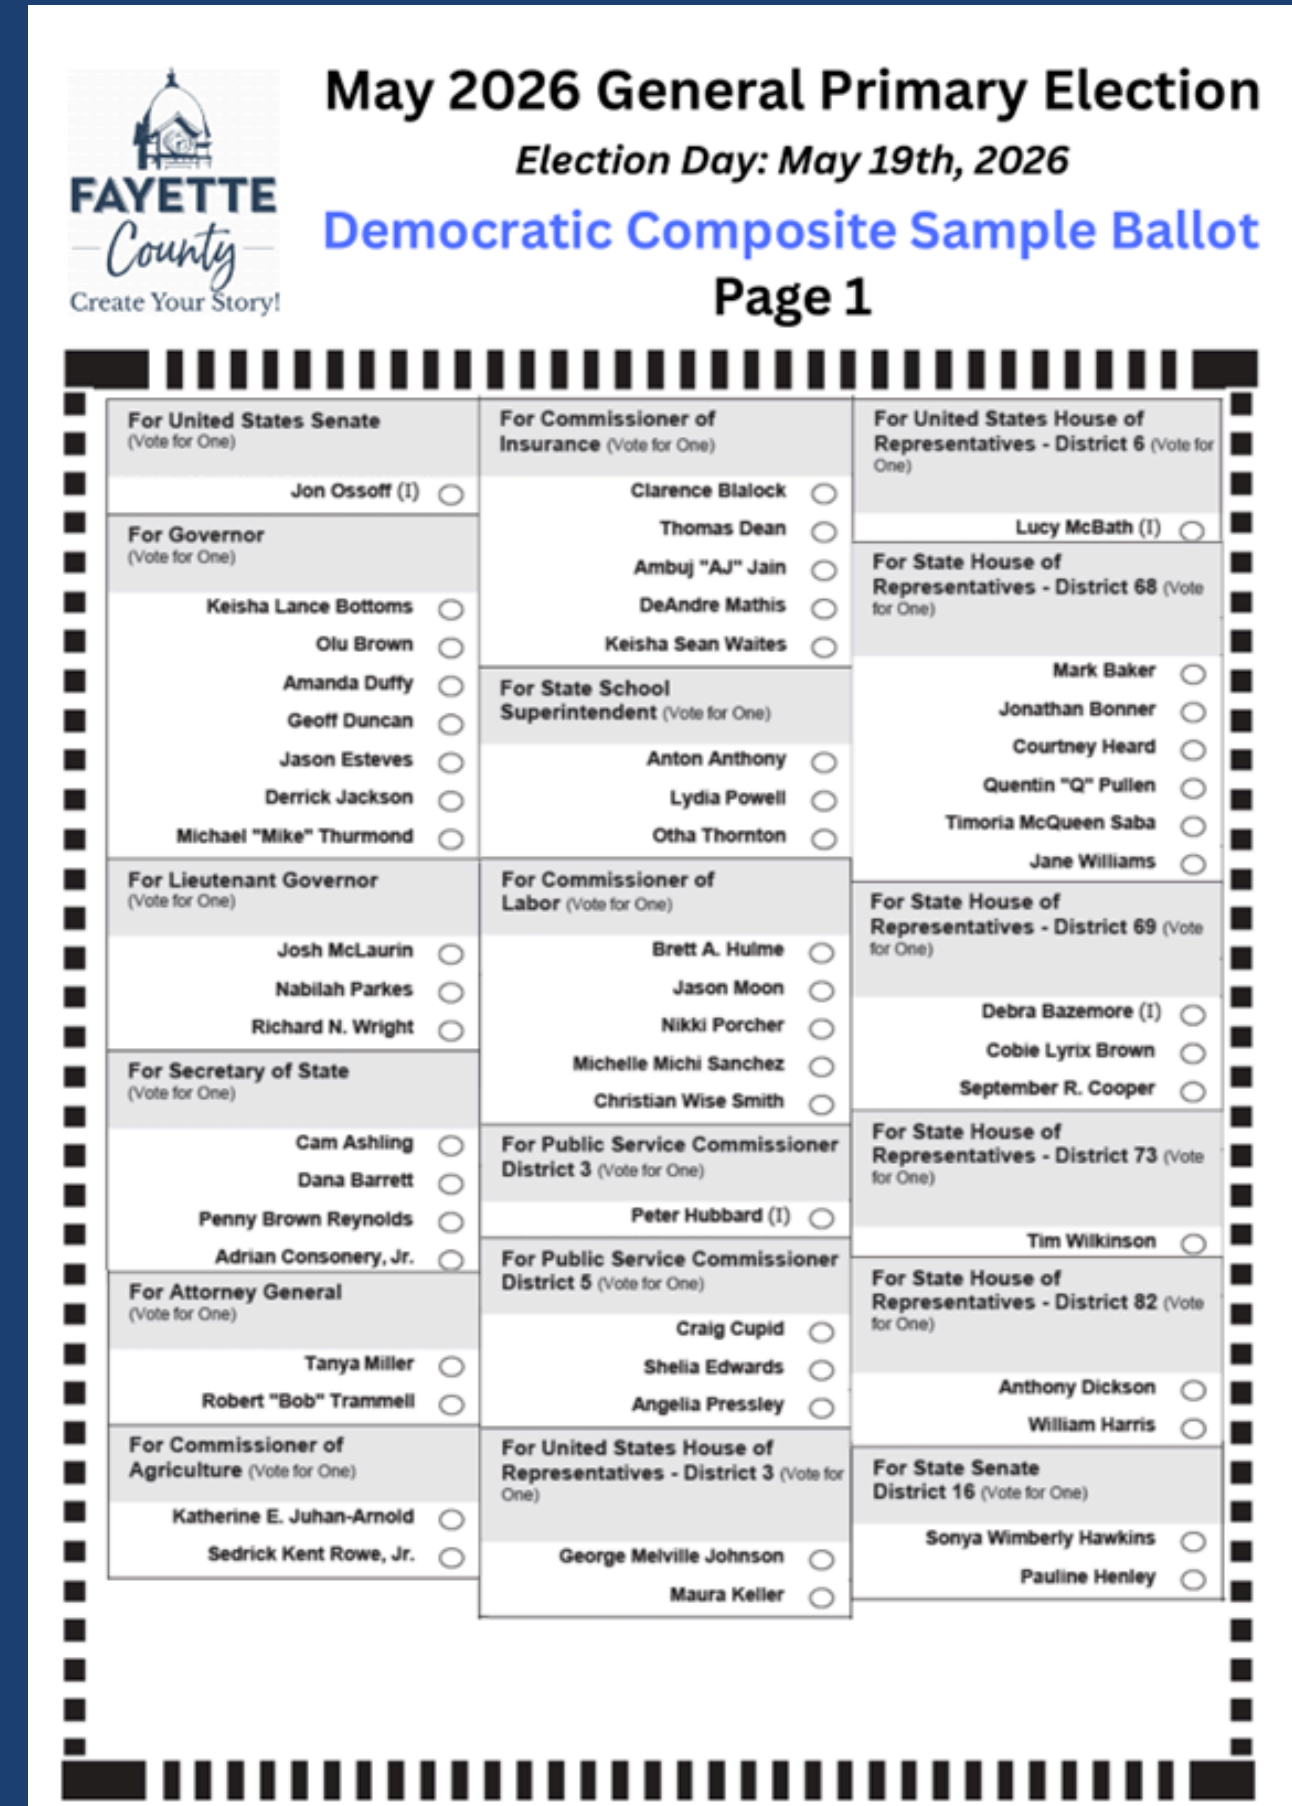 FAYETTE
County
Create Your Story!
May 2026 General Primary Election
Election Day: May 19th, 2026
Democratic Composite Sample Ballot
Page 1
For United States Senate
(Vote for One)
Jon Ossoff (I)
For Governor
(Vote for One)
Keisha Lance Bottoms
Olu Brown
Amanda Duffy
Geoff Duncan
Jason Esteves
Derrick Jackson
Michael "Mike" Thurmond
For Lieutenant Governor
(Vote for One)
Josh McLaurin
Nabilah Parkes
Richard N. Wright
For Secretary of State
(Vote for One)
Cam Ashling
Dana Barrett
Penny Brown Reynolds
Adrian Consonery, Jr.
For Attorney General
(Vote for One)
Tanya Miller
Robert "Bob" Trammell
For Commissioner of
Agriculture (Vote for One)
Katherine E. Juhan-Arnold
Sedrick Kent Rowe, Jr.
For Commissioner of
Insurance (Vote for One)
Clarence Blalock
Thomas Dean
Ambuj "AJ" Jain
DeAndre Mathis
Keisha Sean Waites
For State School
Superintendent (Vote for One)
Anton Anthony
Lydia Powell
Otha Thornton
For Commissioner of
Labor (Vote for One)
Brett A. Hulme
Jason Moon
Nikki Porcher
Michelle Michi Sanchez
Christian Wise Smith
For Public Service Commissioner
District 3 (Vote for One)
Peter Hubbard (I)
For Public Service Commissioner
District 5 (Vote for One)
Craig Cupid
Shelia Edwards
Angelia Pressley
For United States House of
Representatives - District 3 (Vote for
One)
George Melville Johnson
Maura Keller
For United States House of
Representatives - District 6 (Vote for
One)
Lucy McBath (I)
For State House of
Representatives - District 68 (Vote
for One)
Mark Baker
Jonathan Bonner
Courtney Heard
Quentin "Q" Pullen
Timoria McQueen Saba
Jane Williams
For State House of
Representatives - District 69 (Vote
for One)
Debra Bazemore (I)
Cobie Lyrix Brown
September R. Cooper
For State House of
Representatives - District 73 (Vote
for One)
Tim Wilkinson
For State House of
Representatives - District 82 (Vote
for One)
Anthony Dickson
William Harris
For State Senate
District 16 (Vote for One)
Sonya Wimberly Hawkins
Pauline Henley